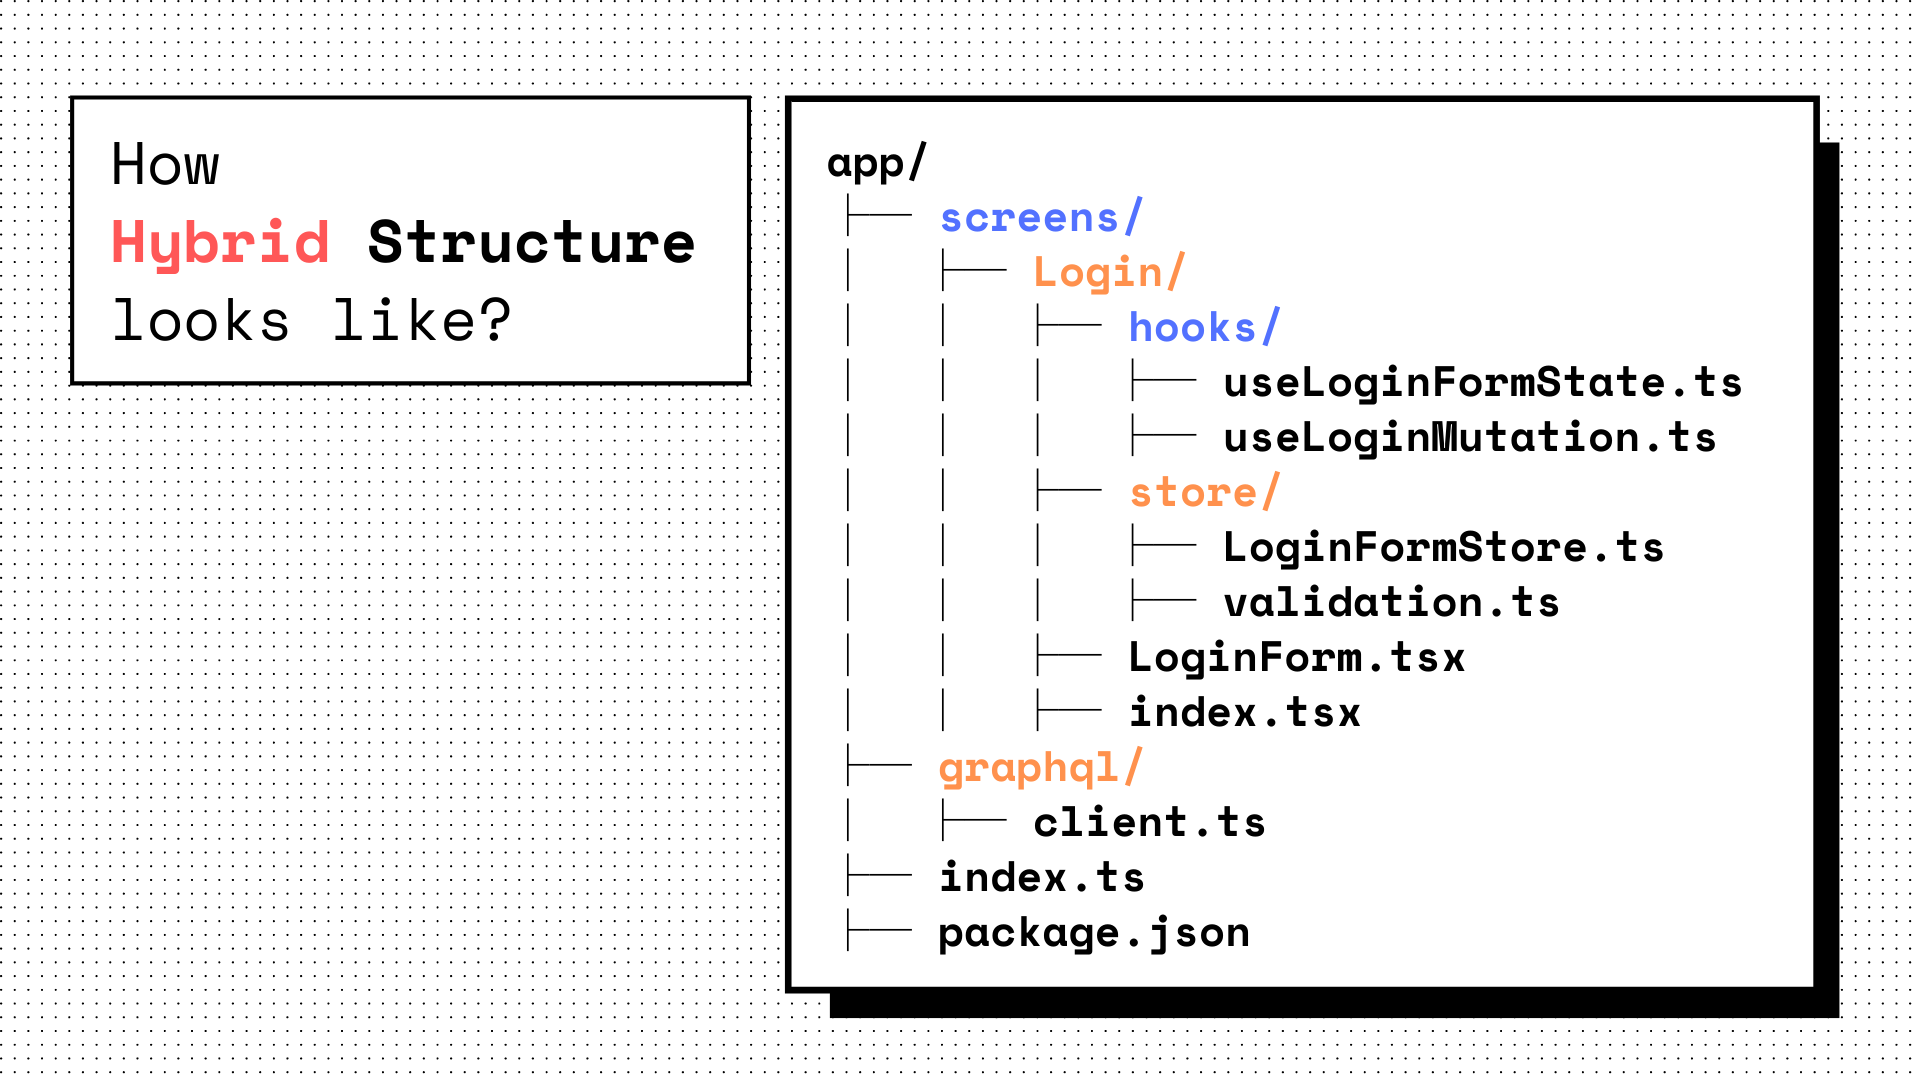 How
Hybrid Structure
looks like?
app/
├── screens/
│   ├── Login/
│   │   ├── hooks/
│   │   │   ├── useLoginFormState.ts
│   │   │   ├── useLoginMutation.ts
│   │   ├── store/
│   │   │   ├── LoginFormStore.ts
│   │   │   ├── validation.ts
│   │   ├── LoginForm.tsx
│   │   ├── index.tsx
├── graphql/
│   ├── client.ts
├── index.ts
├── package.json